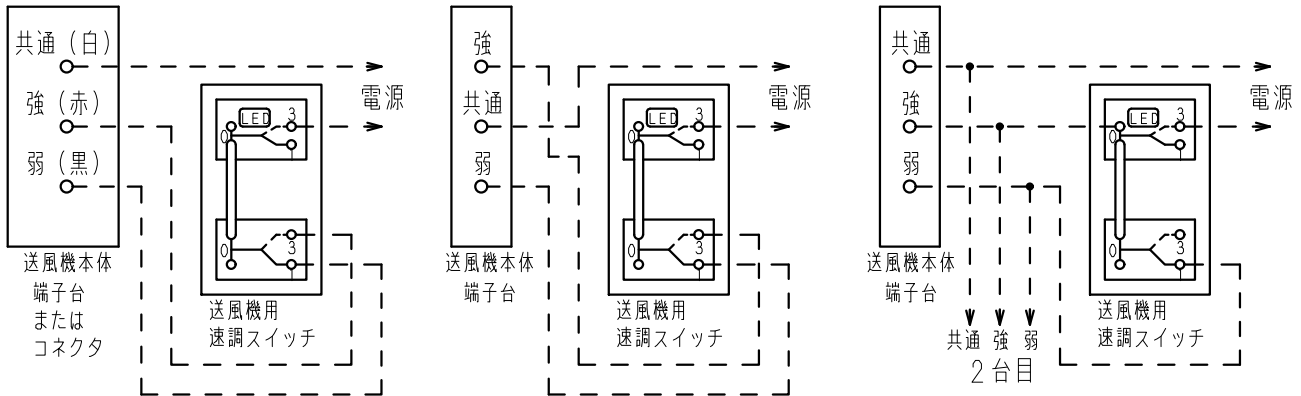 共通（白）
強（赤）
弱（黒）
電源
LED
3
0
1
0
3
1
送風機本体
端子台
または
コネクタ
送風機用
速調スイッチ
強
共通
弱
電源
LED
3
0
1
0
3
1
送風機本体
端子台
送風機用
速調スイッチ
共通
強
弱
電源
LED
3
0
1
0
3
1
送風機本体
端子台
送風機用
速調スイッチ
共通 強 弱
2台目